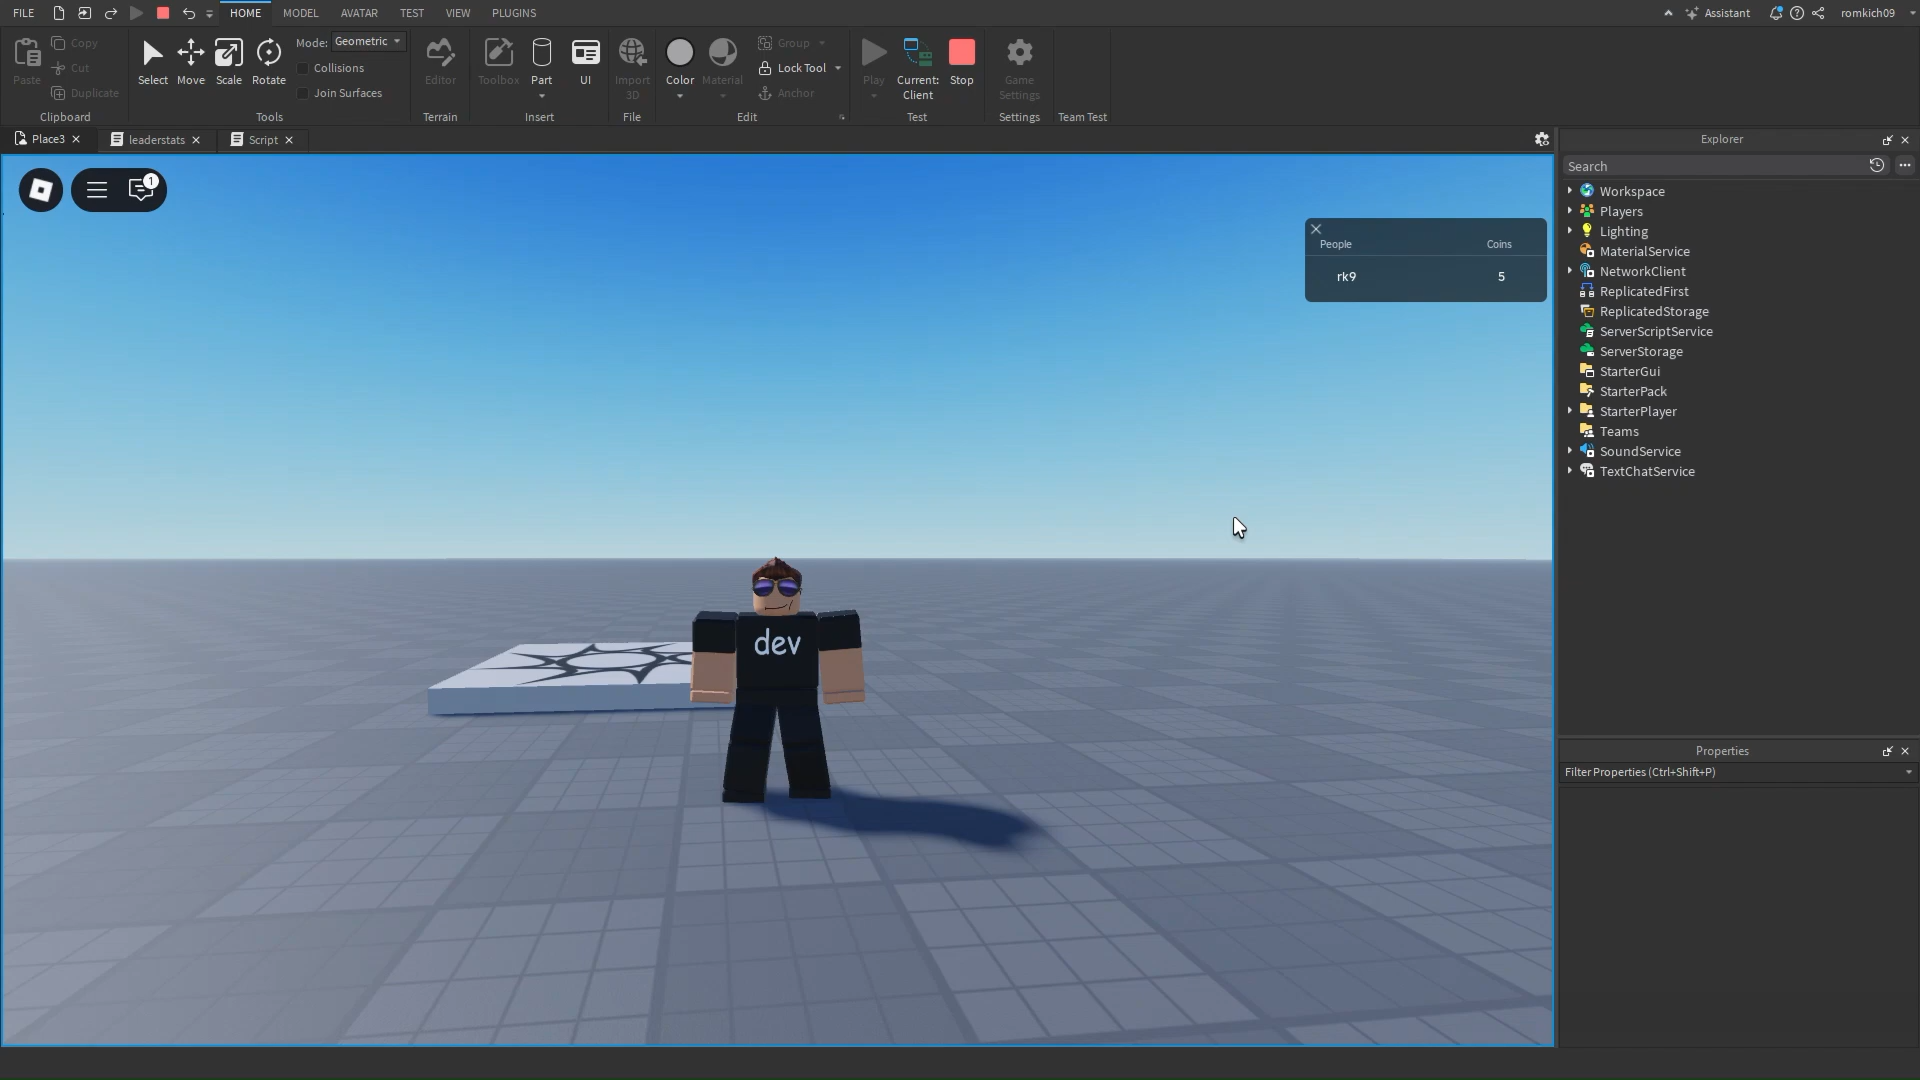 FILE HOME MODEL AVATAR TEST VIEW PLUGINS Assistant romkich09
Paste Copy Cut Duplicate Clipboard
Select Move Scale Rotate Mode: Geometric Collisions Join Surfaces Tools
Editor Terrain
Toolbox Part UI Insert
Import 3D File
Color Material Group Lock Tool Anchor Edit
Play Current: Client Stop Test
Game Settings Settings
Team Test
Place3 leaderstats Script
1
People Coins
rk9 5
dev
Explorer
Search
Workspace
Players
Lighting
MaterialService
NetworkClient
ReplicatedFirst
ReplicatedStorage
ServerScriptService
ServerStorage
StarterGui
StarterPack
StarterPlayer
Teams
SoundService
TextChatService
Properties
Filter Properties (Ctrl+Shift+P)